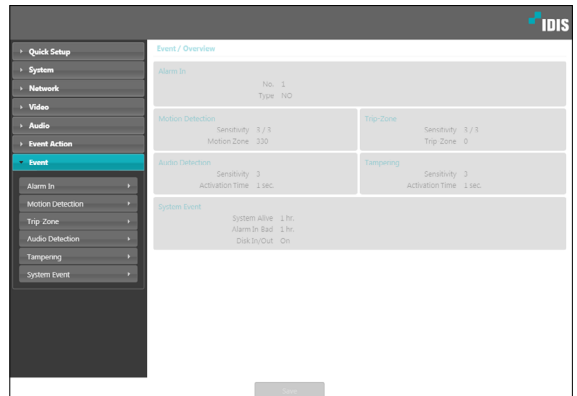 IDIS
Quick Setup
System
Network
Video
Audio
Event Action
Event
Alarm In
Motion Detection
Trip-Zone
Audio Detection
Tampering
System Event
Event / Overview
Alarm In
No. 1
Type NO
Motion Detection
Sensitivity 3 / 3
Motion Zone 330
Trip-Zone
Sensitivity 3 / 3
Trip-Zone 0
Audio Detection
Sensitivity 3
Activation Time 1 sec.
Tampering
Sensitivity 3
Activation Time 1 sec.
System Event
System Alive 1 hr.
Alarm In Bad 1 hr.
Disk In/Out On
Save